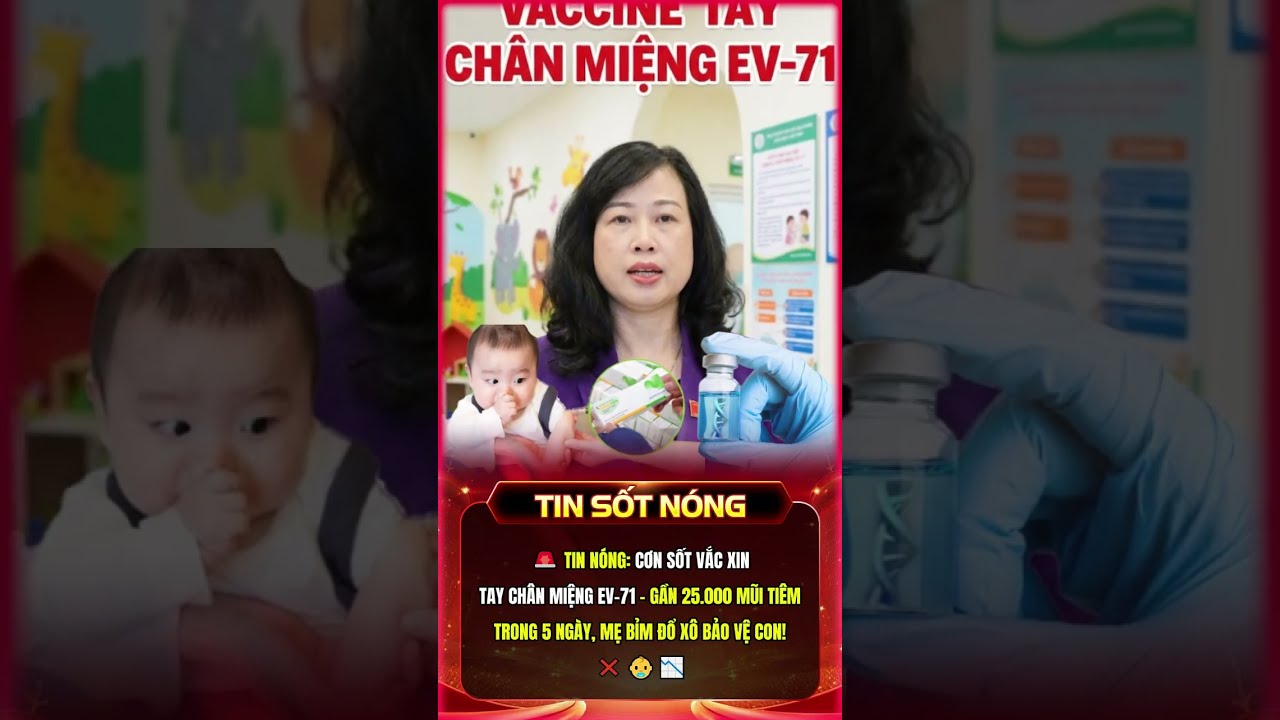 VACCINE TAY
CHÂN MIỆNG EV-71
TIN SỐT NÓNG
🚨 TIN NÓNG: CƠN SỐT VẮC XIN
TAY CHÂN MIỆNG EV-71 - GẦN 25.000 MŨI TIÊM
TRONG 5 NGÀY, MẸ BỈM ĐỔ XÔ BẢO VỆ CON!
❌ 👶 📉